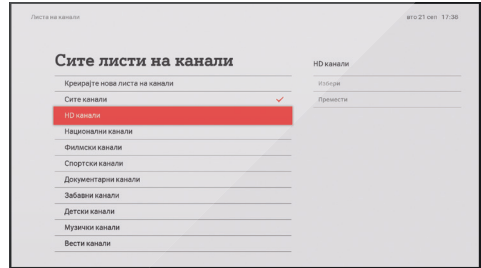 Листа на канали
вто 21 сеп 17:38
Сите листи на канали
Креирајте нова листа на канали
Сите канали
HD канали
Национални канали
Филмски канали
Спортски канали
Документарни канали
Забавни канали
Детски канали
Музички канали
Вести канали
HD канали
Избери
Премести